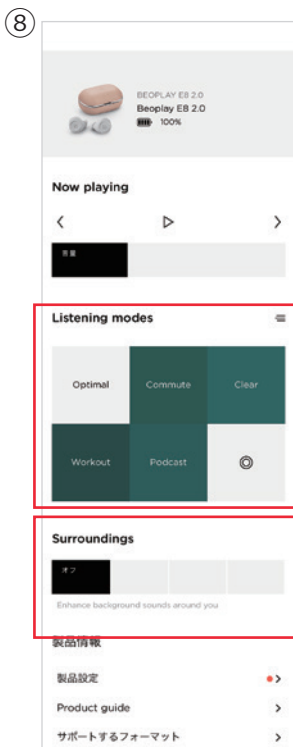 ⑧
BEOPLAY E8 2.0
Beoplay E8 2.0
100%
Now playing
音量
Listening modes
Optimal
Commute
Clear
Workout
Podcast
Surroundings
オフ
Enhance background sounds around you
製品情報
製品設定
Product guide
サポートするフォーマット